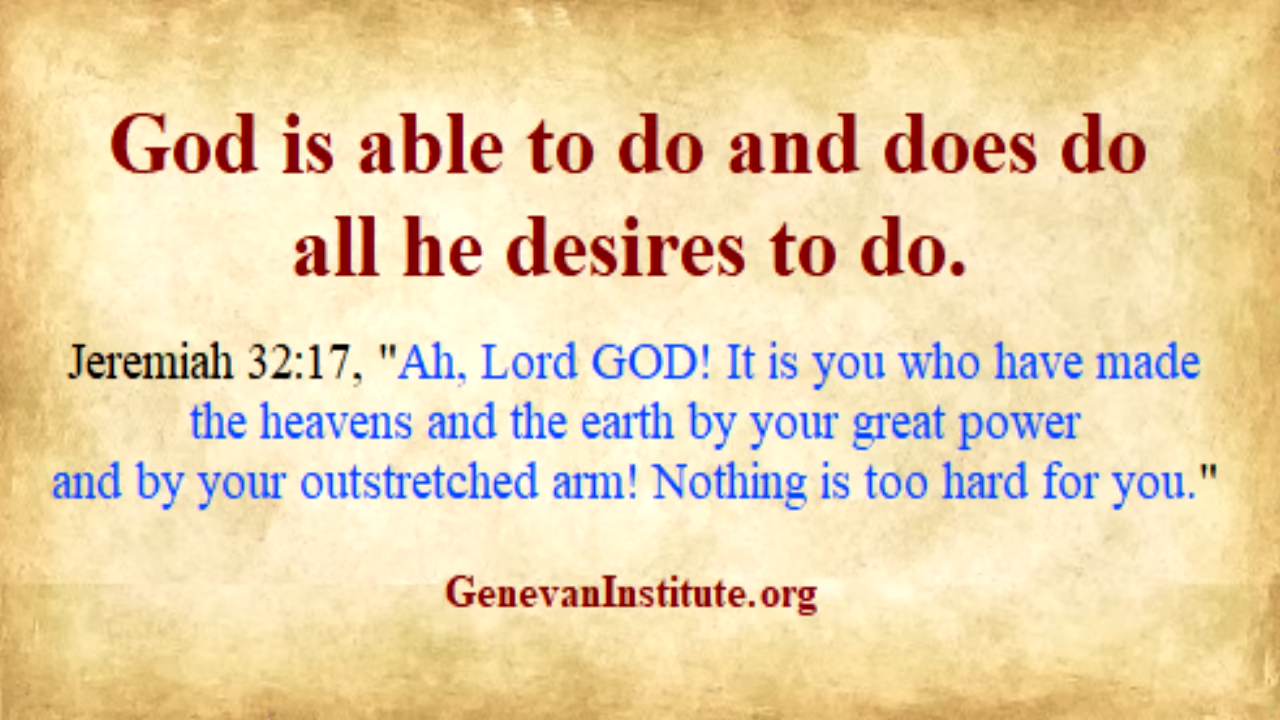 God is able to do and does do
all he desires to do.
Jeremiah 32:17, "Ah, Lord GOD! It is you who have made
the heavens and the earth by your great power
and by your outstretched arm! Nothing is too hard for you."
GenevanInstitute.org